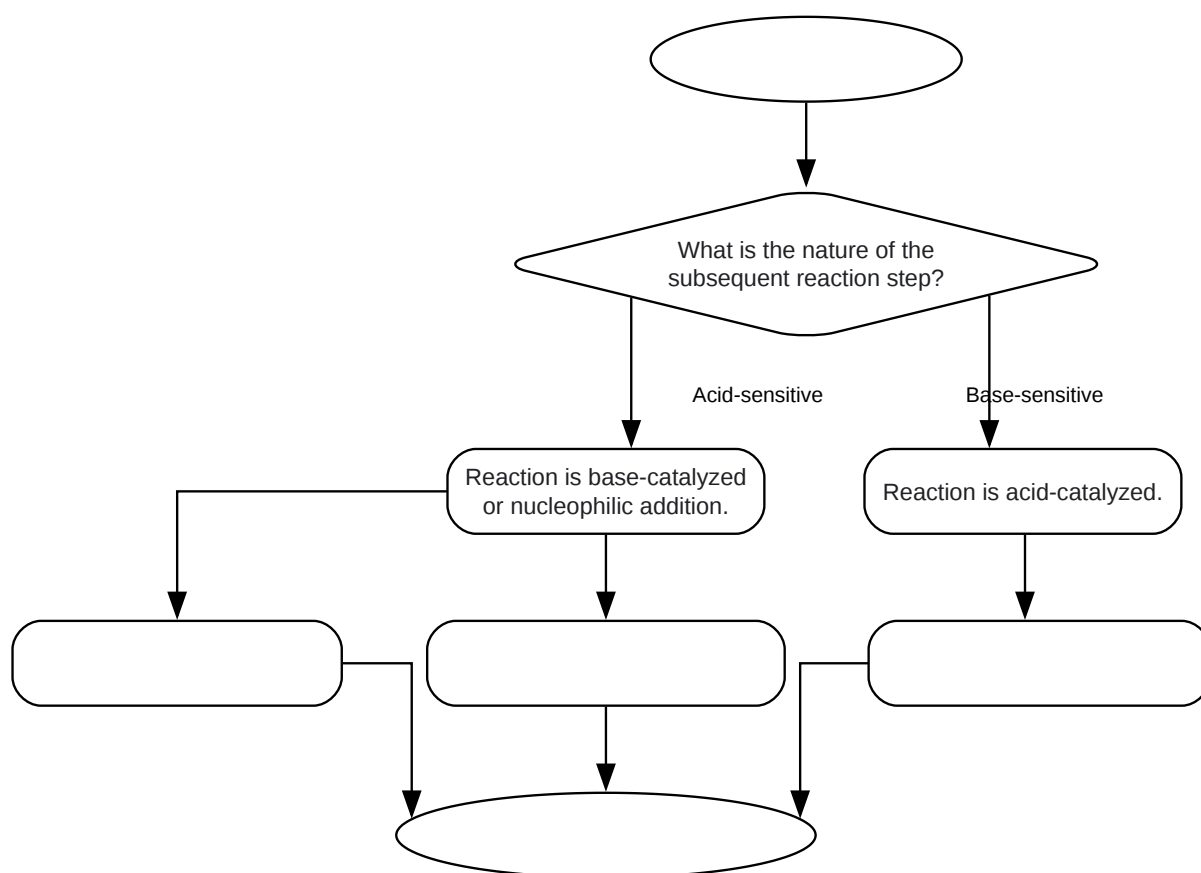 What is the nature of the
subsequent reaction step?
Acid-sensitive
Base-sensitive
Reaction is base-catalyzed
or nucleophilic addition.
Reaction is acid-catalyzed.